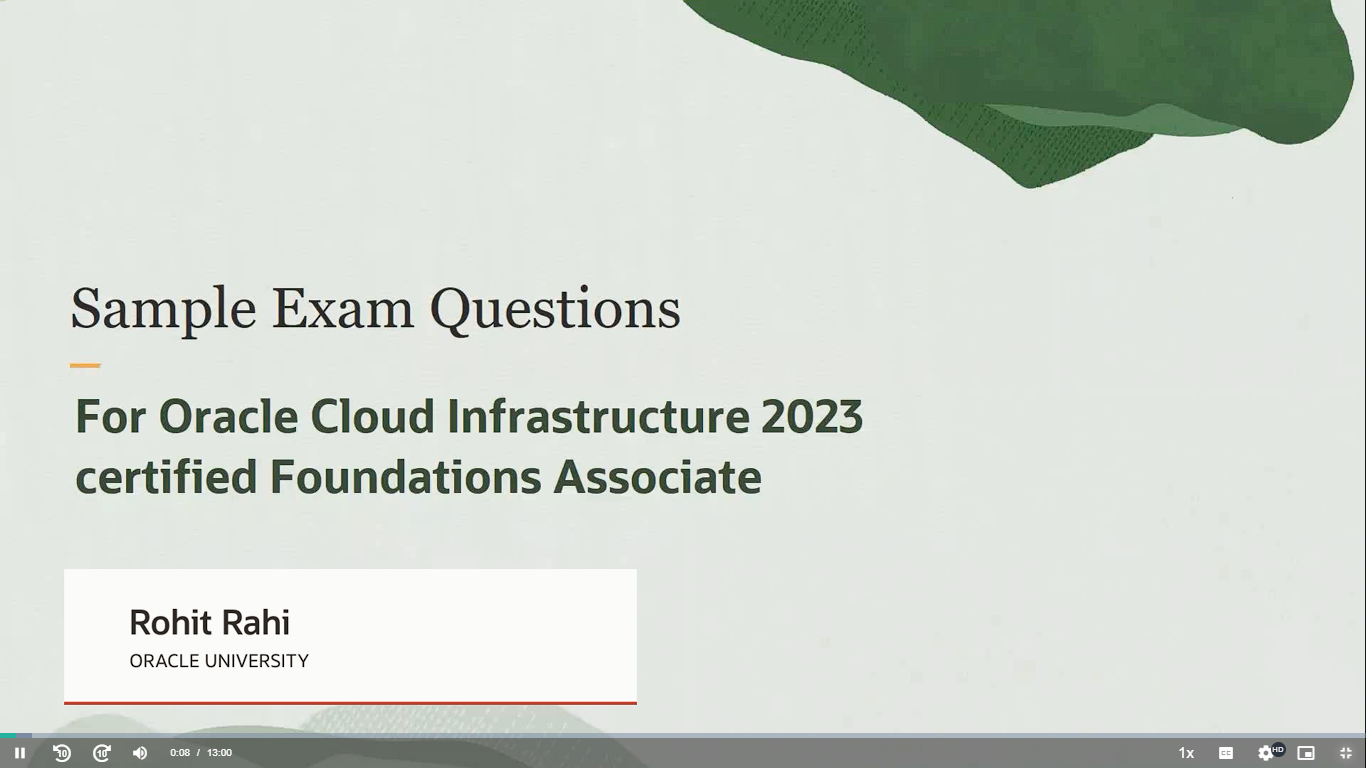 Sample Exam Questions
For Oracle Cloud Infrastructure 2023
certified Foundations Associate
Rohit Rahi
ORACLE UNIVERSITY
10 10 0:08 / 13:00 1x CC HD